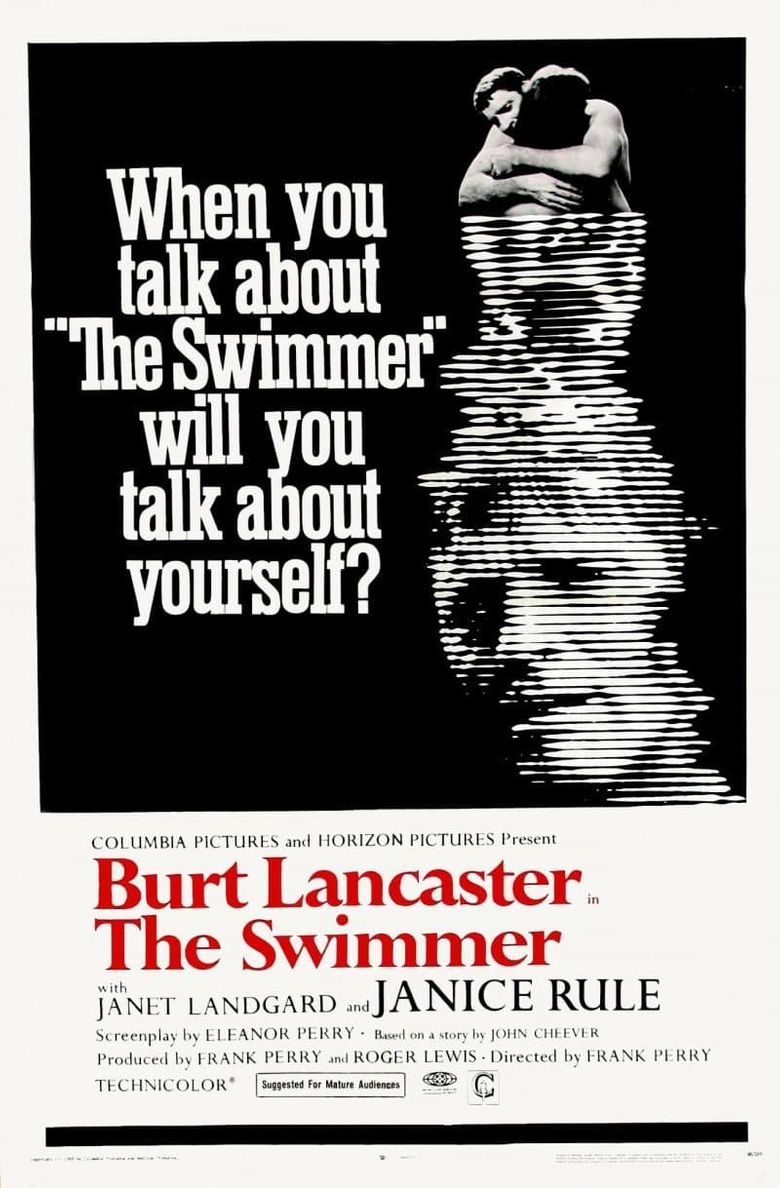 When you
talk about
"The Swimmer"
will you
talk about
yourself?
COLUMBIA PICTURES and HORIZON PICTURES Present
Burt Lancaster in
The Swimmer
with
JANET LANDGARD and JANICE RULE
Screenplay by ELEANOR PERRY · Based on a story by JOHN CHEEVER
Produced by FRANK PERRY and ROGER LEWIS · Directed by FRANK PERRY
TECHNICOLOR® Suggested For Mature Audiences